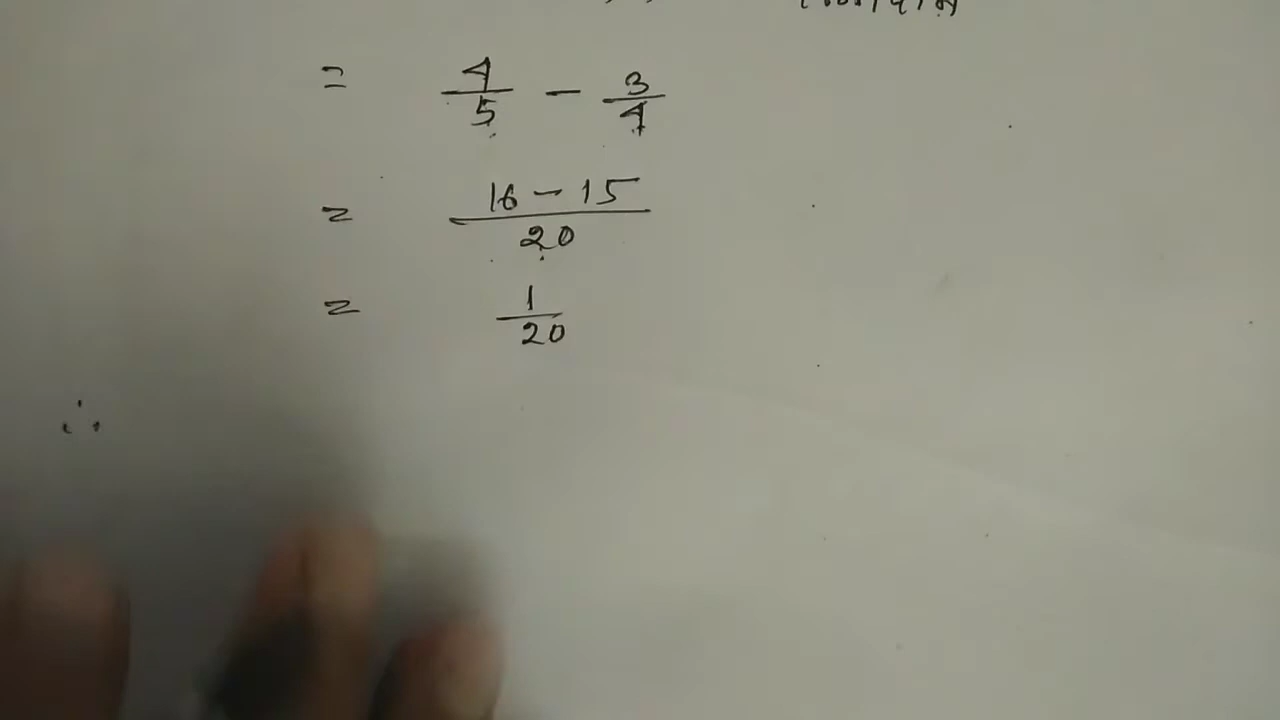 = 4/5 - 3/4
= 16 - 15 / 20
= 1/20
∴